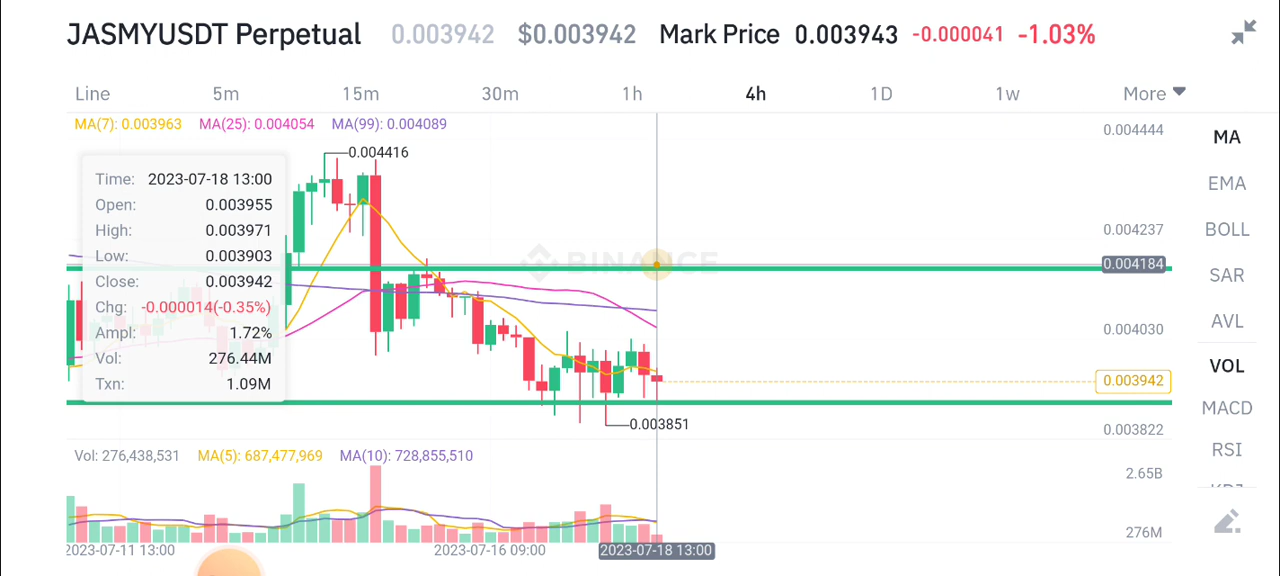 JASMYUSDT Perpetual 0.003942 $0.003942 Mark Price 0.003943 -0.000041 -1.03%
Line 5m 15m 30m 1h 4h 1D 1w More
MA(7): 0.003963 MA(25): 0.004054 MA(99): 0.004089
0.004444
MA
0.004416
Time: 2023-07-18 13:00
EMA
Open: 0.003955
High: 0.003971
0.004237
BOLL
Low: 0.003903
BINANCE
0.004184
SAR
Close: 0.003942
Chg: -0.000014(-0.35%)
AVL
Ampl: 1.72%
0.004030
Vol: 276.44M
VOL
Txn: 1.09M
0.003942
MACD
0.003851
0.003822
RSI
Vol: 276,438,531 MA(5): 687,477,969 MA(10): 728,855,510
2.65B
KDJ
276M
2023-07-11 13:00 2023-07-16 09:00 2023-07-18 13:00